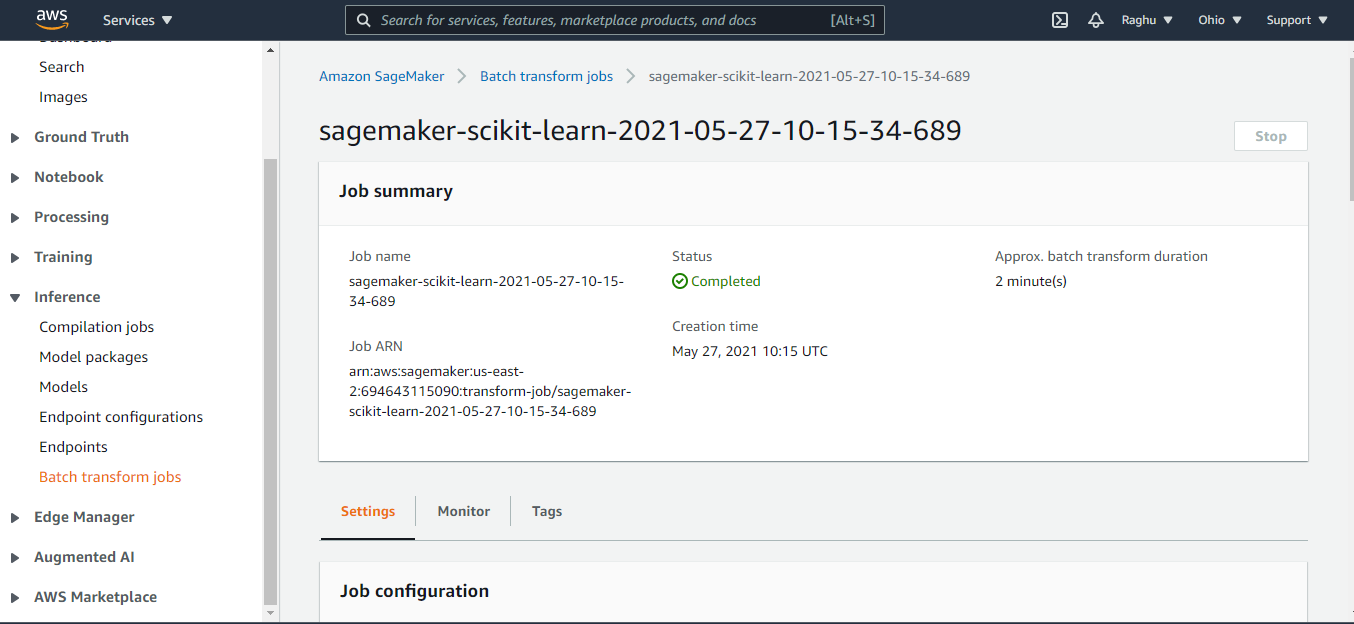 aws
Services
Search for services, features, marketplace products, and docs
[Alt+S]
Raghu
Ohio
Support
Dashboard
Search
Images
Ground Truth
Notebook
Processing
Training
Inference
Compilation jobs
Model packages
Models
Endpoint configurations
Endpoints
Batch transform jobs
Edge Manager
Augmented AI
AWS Marketplace
Amazon SageMaker
Batch transform jobs
sagemaker-scikit-learn-2021-05-27-10-15-34-689
sagemaker-scikit-learn-2021-05-27-10-15-34-689
Stop
Job summary
Job name
sagemaker-scikit-learn-2021-05-27-10-15-
34-689
Job ARN
arn:aws:sagemaker:us-east-
2:694643115090:transform-job/sagemaker-
scikit-learn-2021-05-27-10-15-34-689
Status
Completed
Creation time
May 27, 2021 10:15 UTC
Approx. batch transform duration
2 minute(s)
Settings
Monitor
Tags
Job configuration